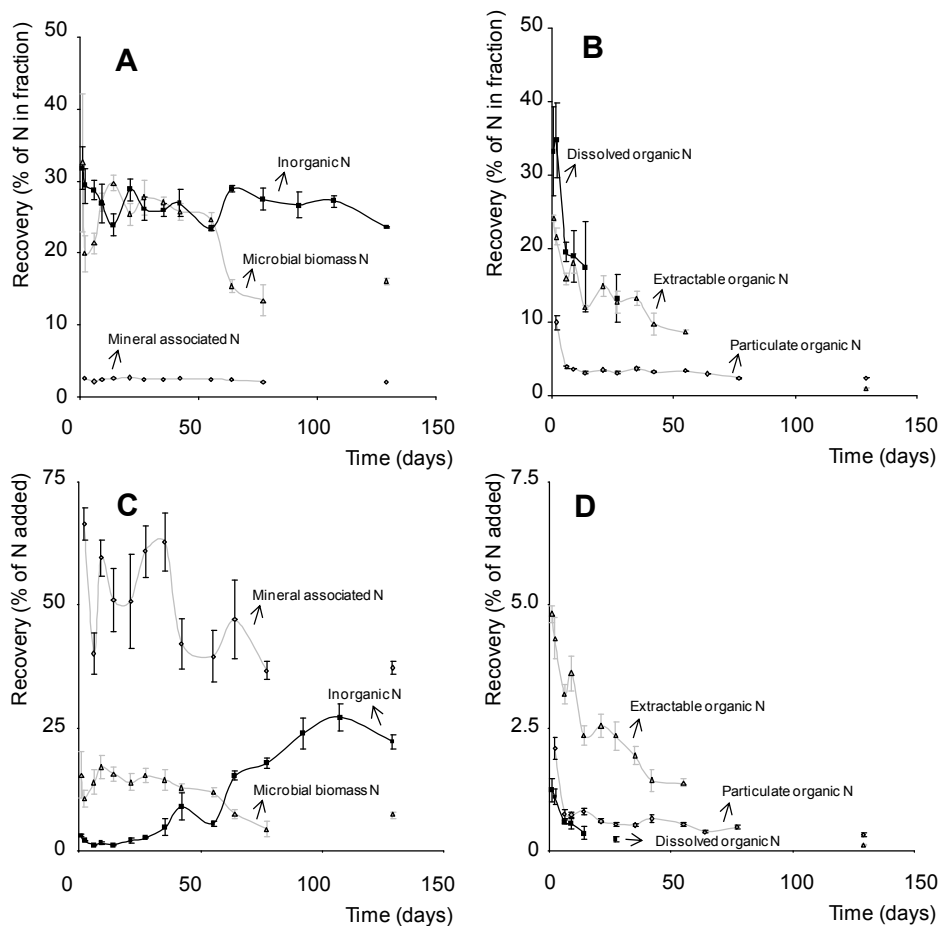 A
Recovery (% of N in fraction)
50
40
30
20
10
0
Inorganic N
Microbial biomass N
Mineral associated N
0 50 100 150
Time (days)
B
Recovery (% of N in fraction)
50
40
30
20
10
0
Dissolved organic N
Extractable organic N
Particulate organic N
0 50 100 150
Time (days)
C
Recovery (% of N added)
75
50
25
0
Mineral associated N
Inorganic N
Microbial biomass N
0 50 100 150
Time (days)
D
Recovery (% of N added)
7.5
5.0
2.5
0
Extractable organic N
Particulate organic N
Dissolved organic N
0 50 100 150
Time (days)